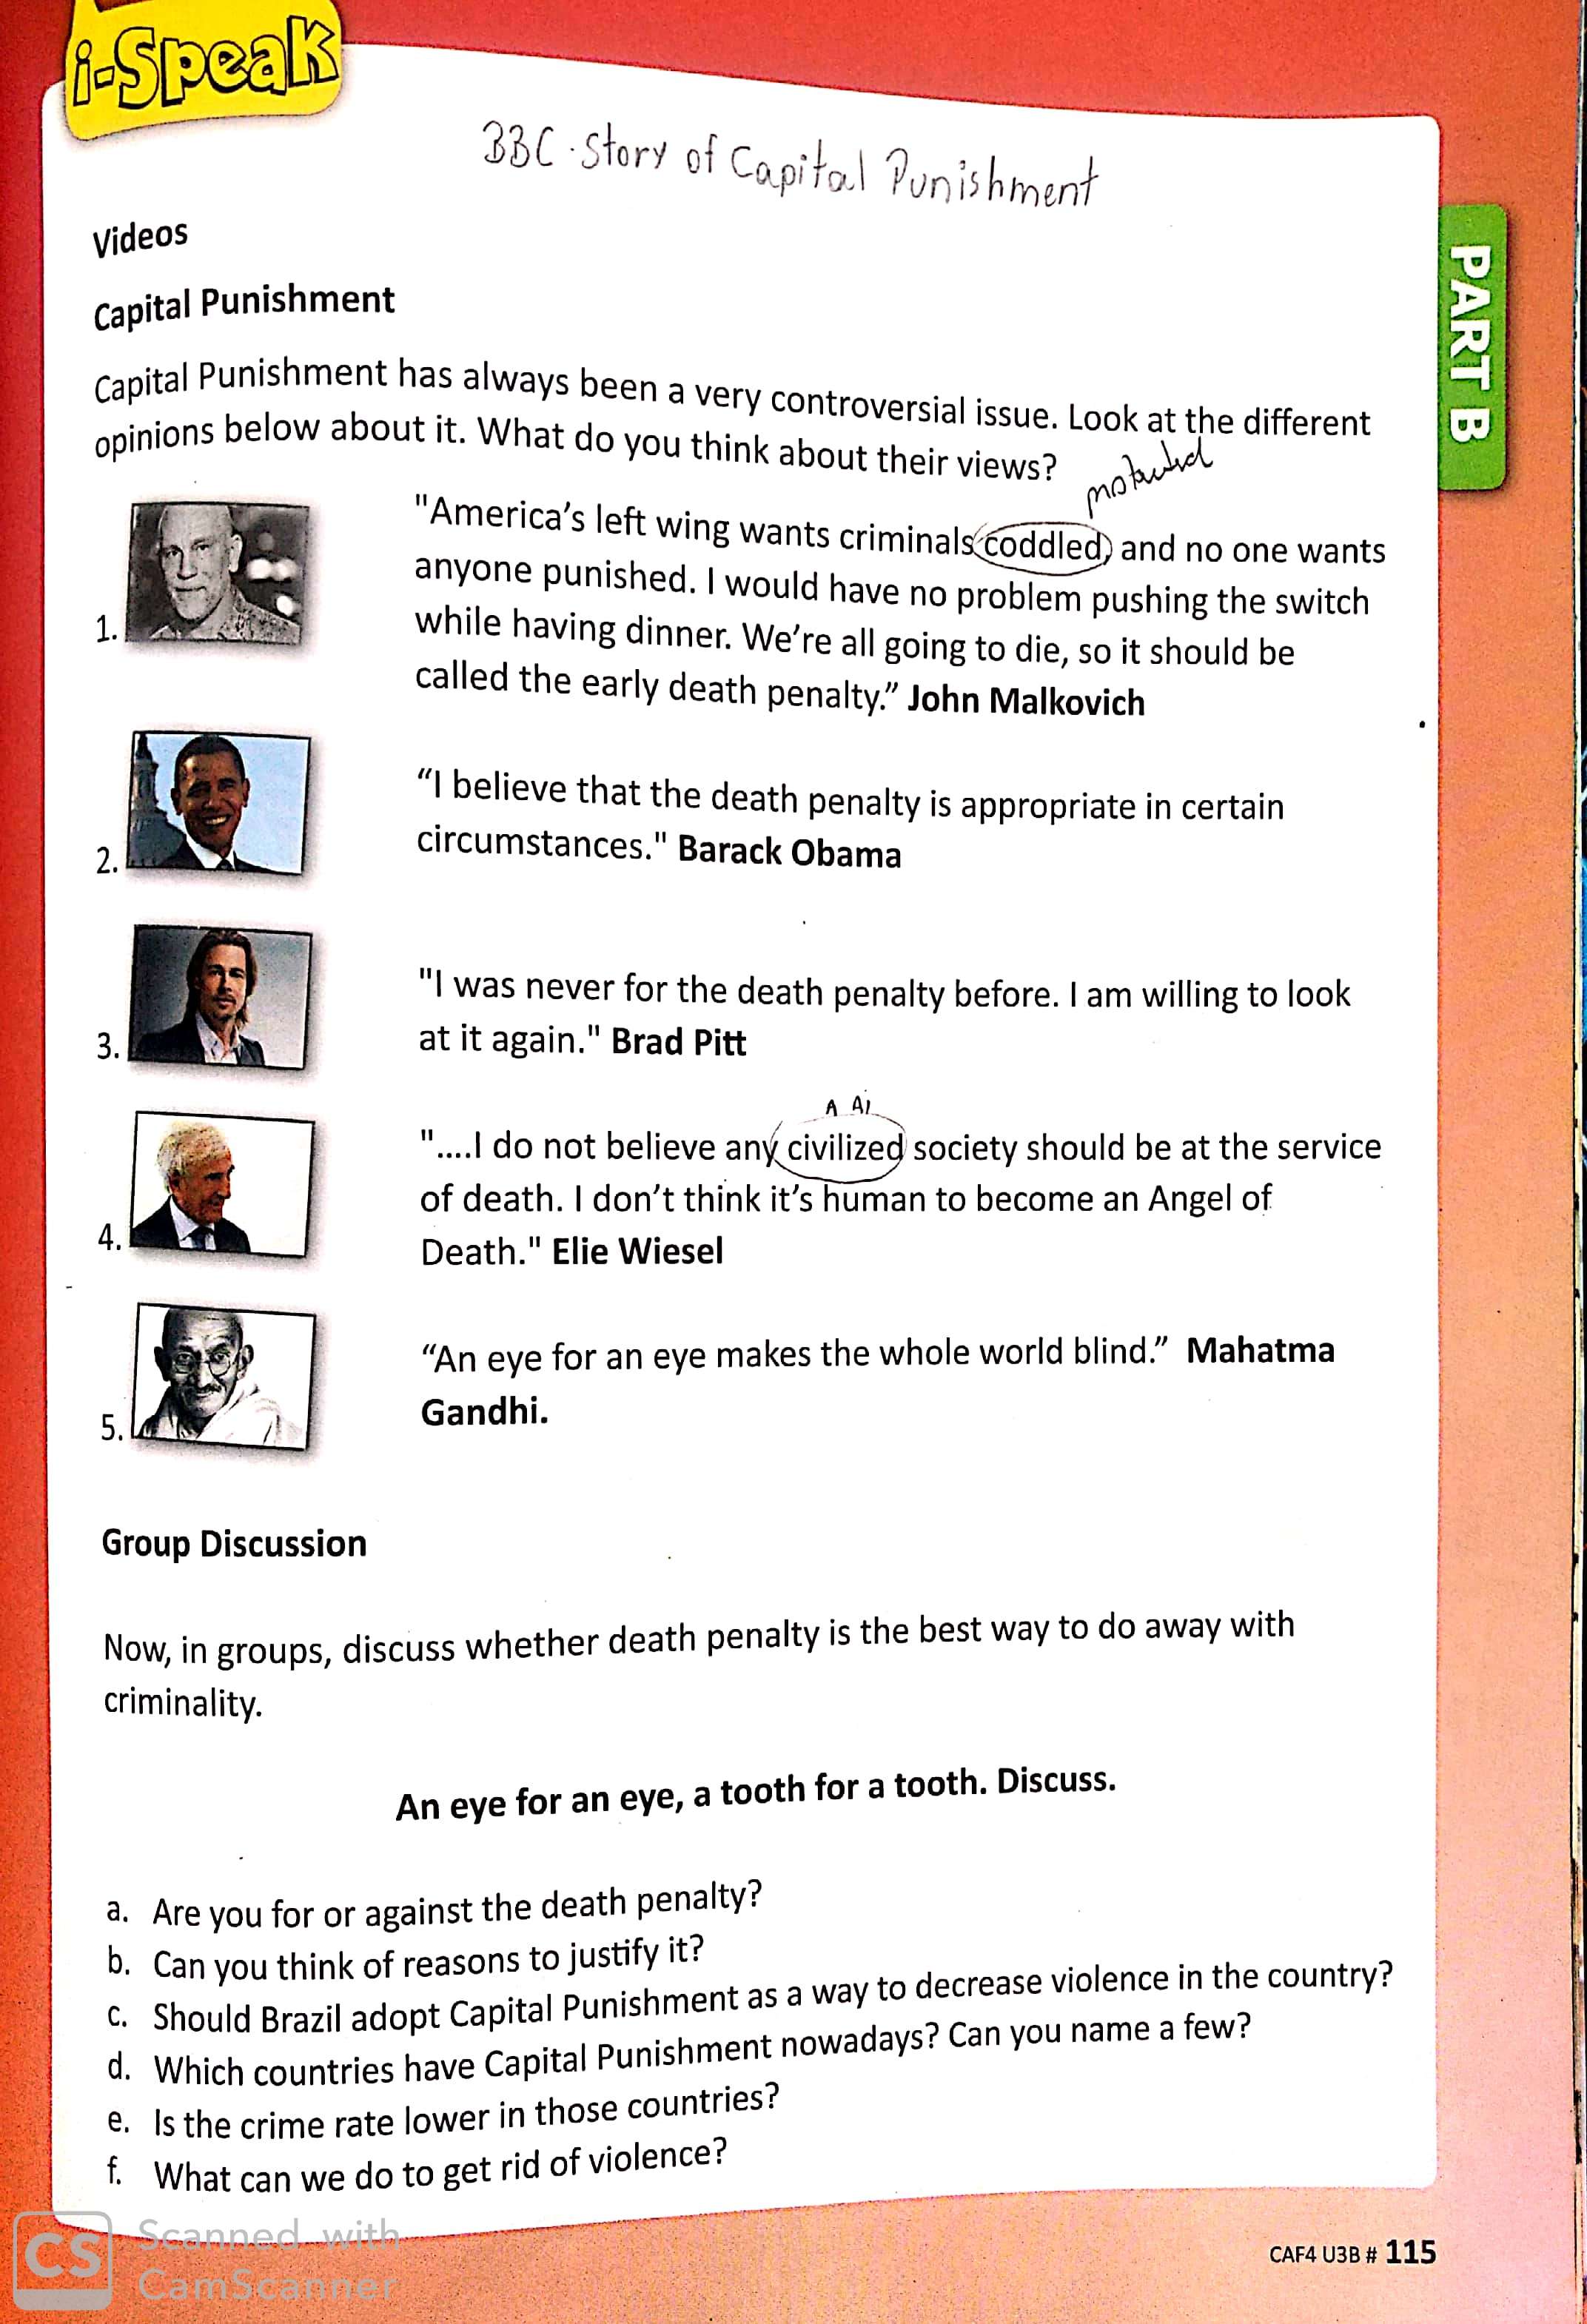 i-Speak
BBC · Story of Capital Punishment
PART B
Videos
Capital Punishment
Capital Punishment has always been a very controversial issue. Look at the different
opinions below about it. What do you think about their views?
protected
1.
"America's left wing wants criminals coddled, and no one wants
anyone punished. I would have no problem pushing the switch
while having dinner. We're all going to die, so it should be
called the early death penalty.” John Malkovich
2.
“I believe that the death penalty is appropriate in certain
circumstances." Barack Obama
3.
"I was never for the death penalty before. I am willing to look
at it again." Brad Pitt
A AI
4.
"....I do not believe any civilized society should be at the service
of death. I don't think it's human to become an Angel of
Death." Elie Wiesel
5.
“An eye for an eye makes the whole world blind.” Mahatma
Gandhi.
Group Discussion
Now, in groups, discuss whether death penalty is the best way to do away with
criminality.
An eye for an eye, a tooth for a tooth. Discuss.
a. Are you for or against the death penalty?
b. Can you think of reasons to justify it?
c. Should Brazil adopt Capital Punishment as a way to decrease violence in the country?
d. Which countries have Capital Punishment nowadays? Can you name a few?
e. Is the crime rate lower in those countries?
f. What can we do to get rid of violence?
CS Scanned with
CamScanner
CAF4 U3B # 115